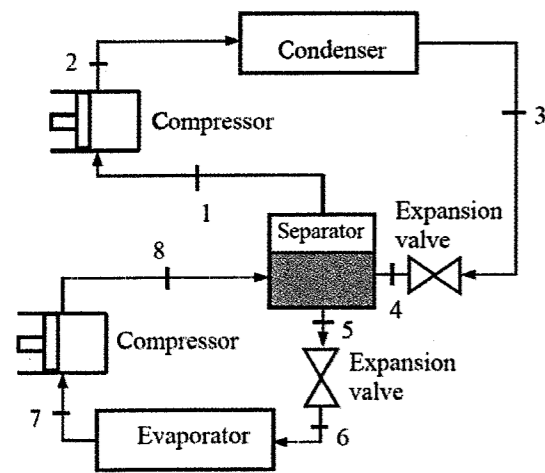 2
Condenser
3
Compressor
1
Expansion
valve
Separator
8
4
5
Compressor
Expansion
valve
7
Evaporator
6